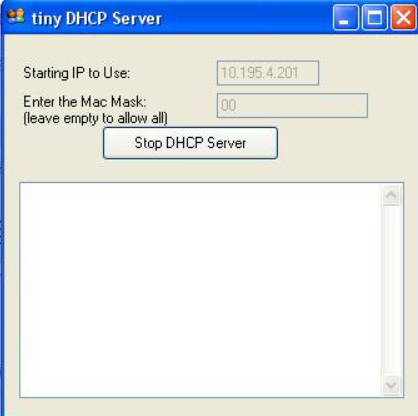 tiny DHCP Server
Starting IP to Use: 10.195.4.201
Enter the Mac Mask: 00
(leave empty to allow all)
Stop DHCP Server